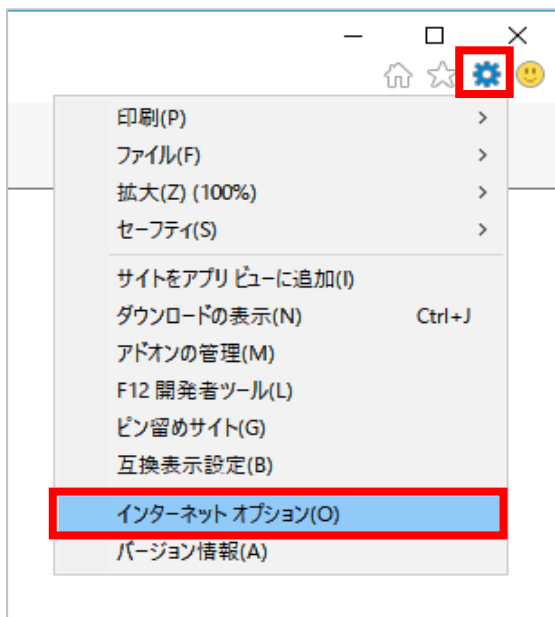 印刷(P)
ファイル(F)
拡大(Z) (100%)
セーフティ(S)
サイトをアプリ ビューに追加(I)
ダウンロードの表示(N) Ctrl+J
アドオンの管理(M)
F12 開発者ツール(L)
ピン留めサイト(G)
互換表示設定(B)
インターネット オプション(O)
バージョン情報(A)